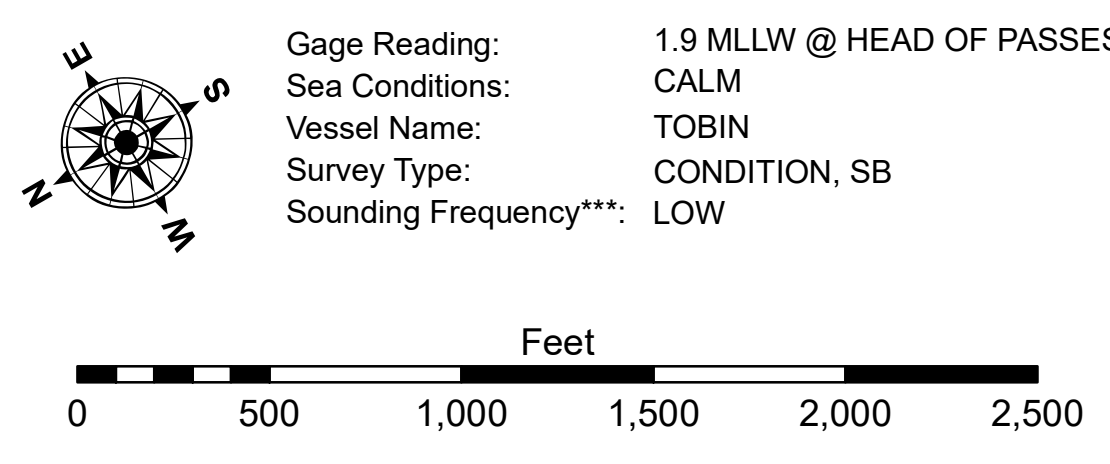 E
S
N
W
Gage Reading: 1.9 MLLW @ HEAD OF PASSES
Sea Conditions: CALM
Vessel Name: TOBIN
Survey Type: CONDITION, SB
Sounding Frequency***: LOW
Feet
0 500 1,000 1,500 2,000 2,500